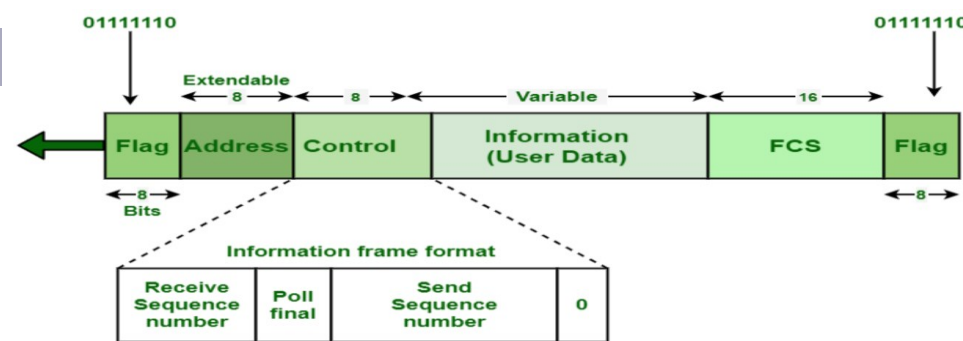 01111110
01111110
Extendable
8
8
Variable
16
Flag
Address
Control
Information
(User Data)
FCS
Flag
8
Bits
8
Information frame format
Receive
Sequence
number
Poll
final
Send
Sequence
number
0